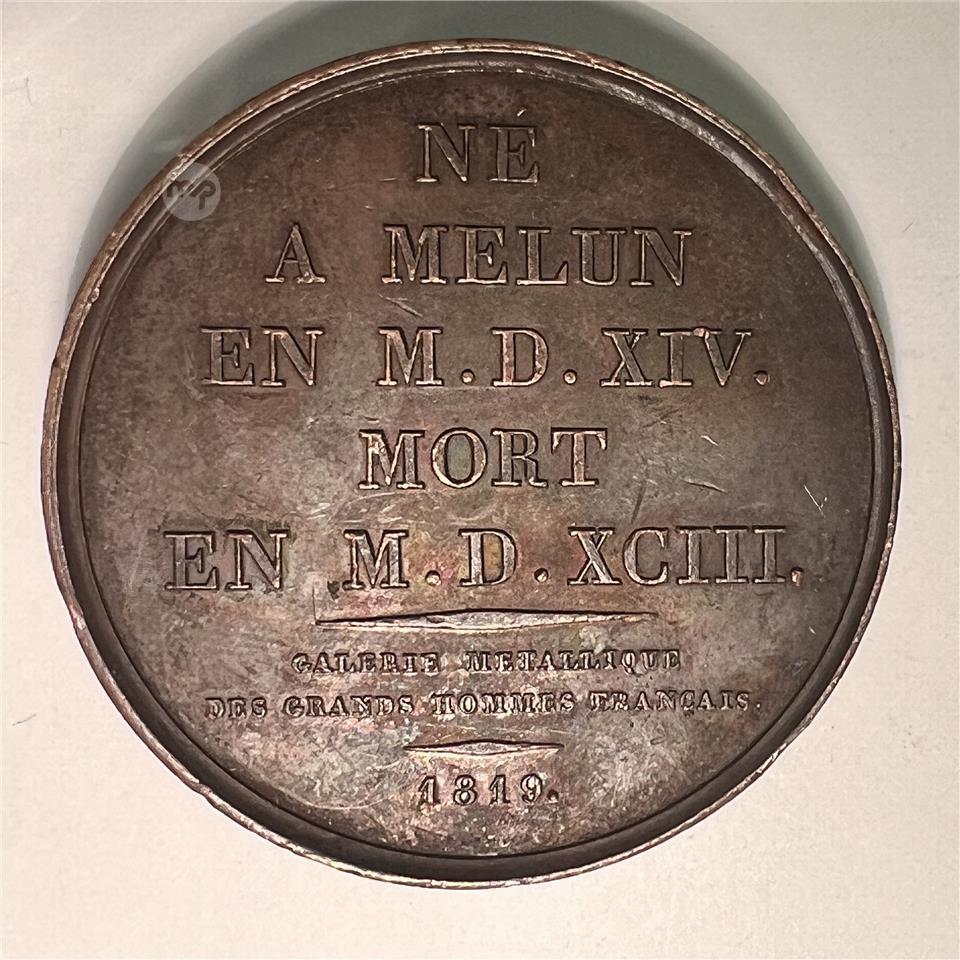 NÉ
A MELUN
EN M.D.XIV.
MORT
EN M.D.XCIII.
GALERIE METALLIQUE
DES GRANDS HOMMES FRANÇAIS.
1819.